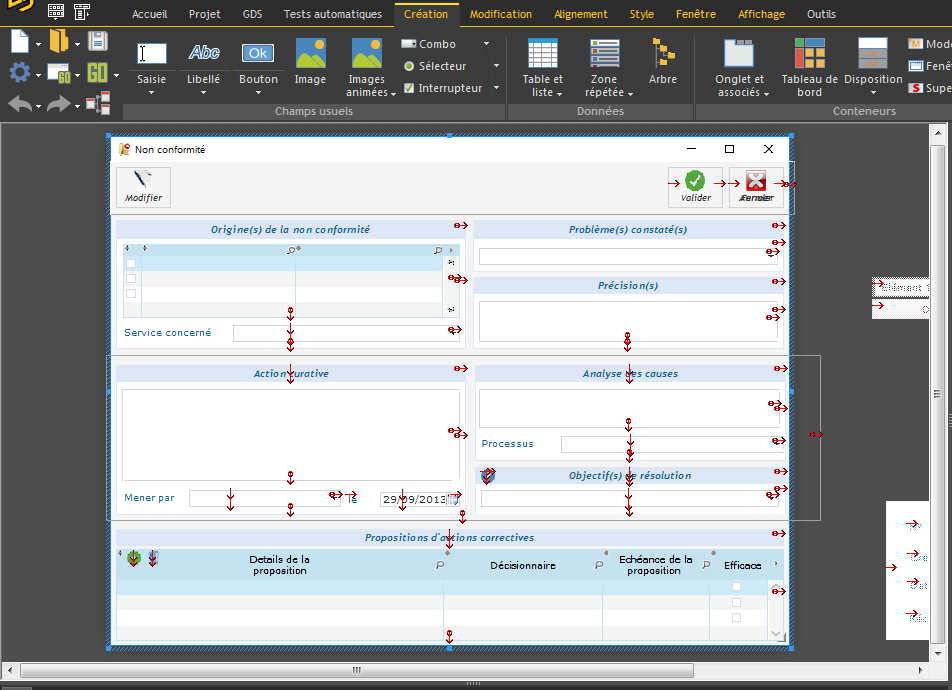 Accueil Projet GDS Tests automatiques Création Modification Alignement Style Fenêtre Affichage Outils
GO GO
Saisie
Abc
Libellé
Ok
Bouton
Image
Images
animées
Combo
Sélecteur
Interrupteur
Champs usuels
Table et
liste
Zone
répétée
Arbre
Données
Onglet et
associés
Tableau de
bord
Disposition
M Mod
Fenê
S Supe
Conteneurs
Non conformité
Modifier
Valider
Origine(s) de la non conformité
Service concerné
Problème(s) constaté(s)
Précision(s)
Action curative
Mener par
le
29/09/2013
Analyse des causes
Processus
Objectif(s) de résolution
Propositions d'actions correctives
Details de la
proposition
Décisionnaire
Echéance de la
proposition
Efficace